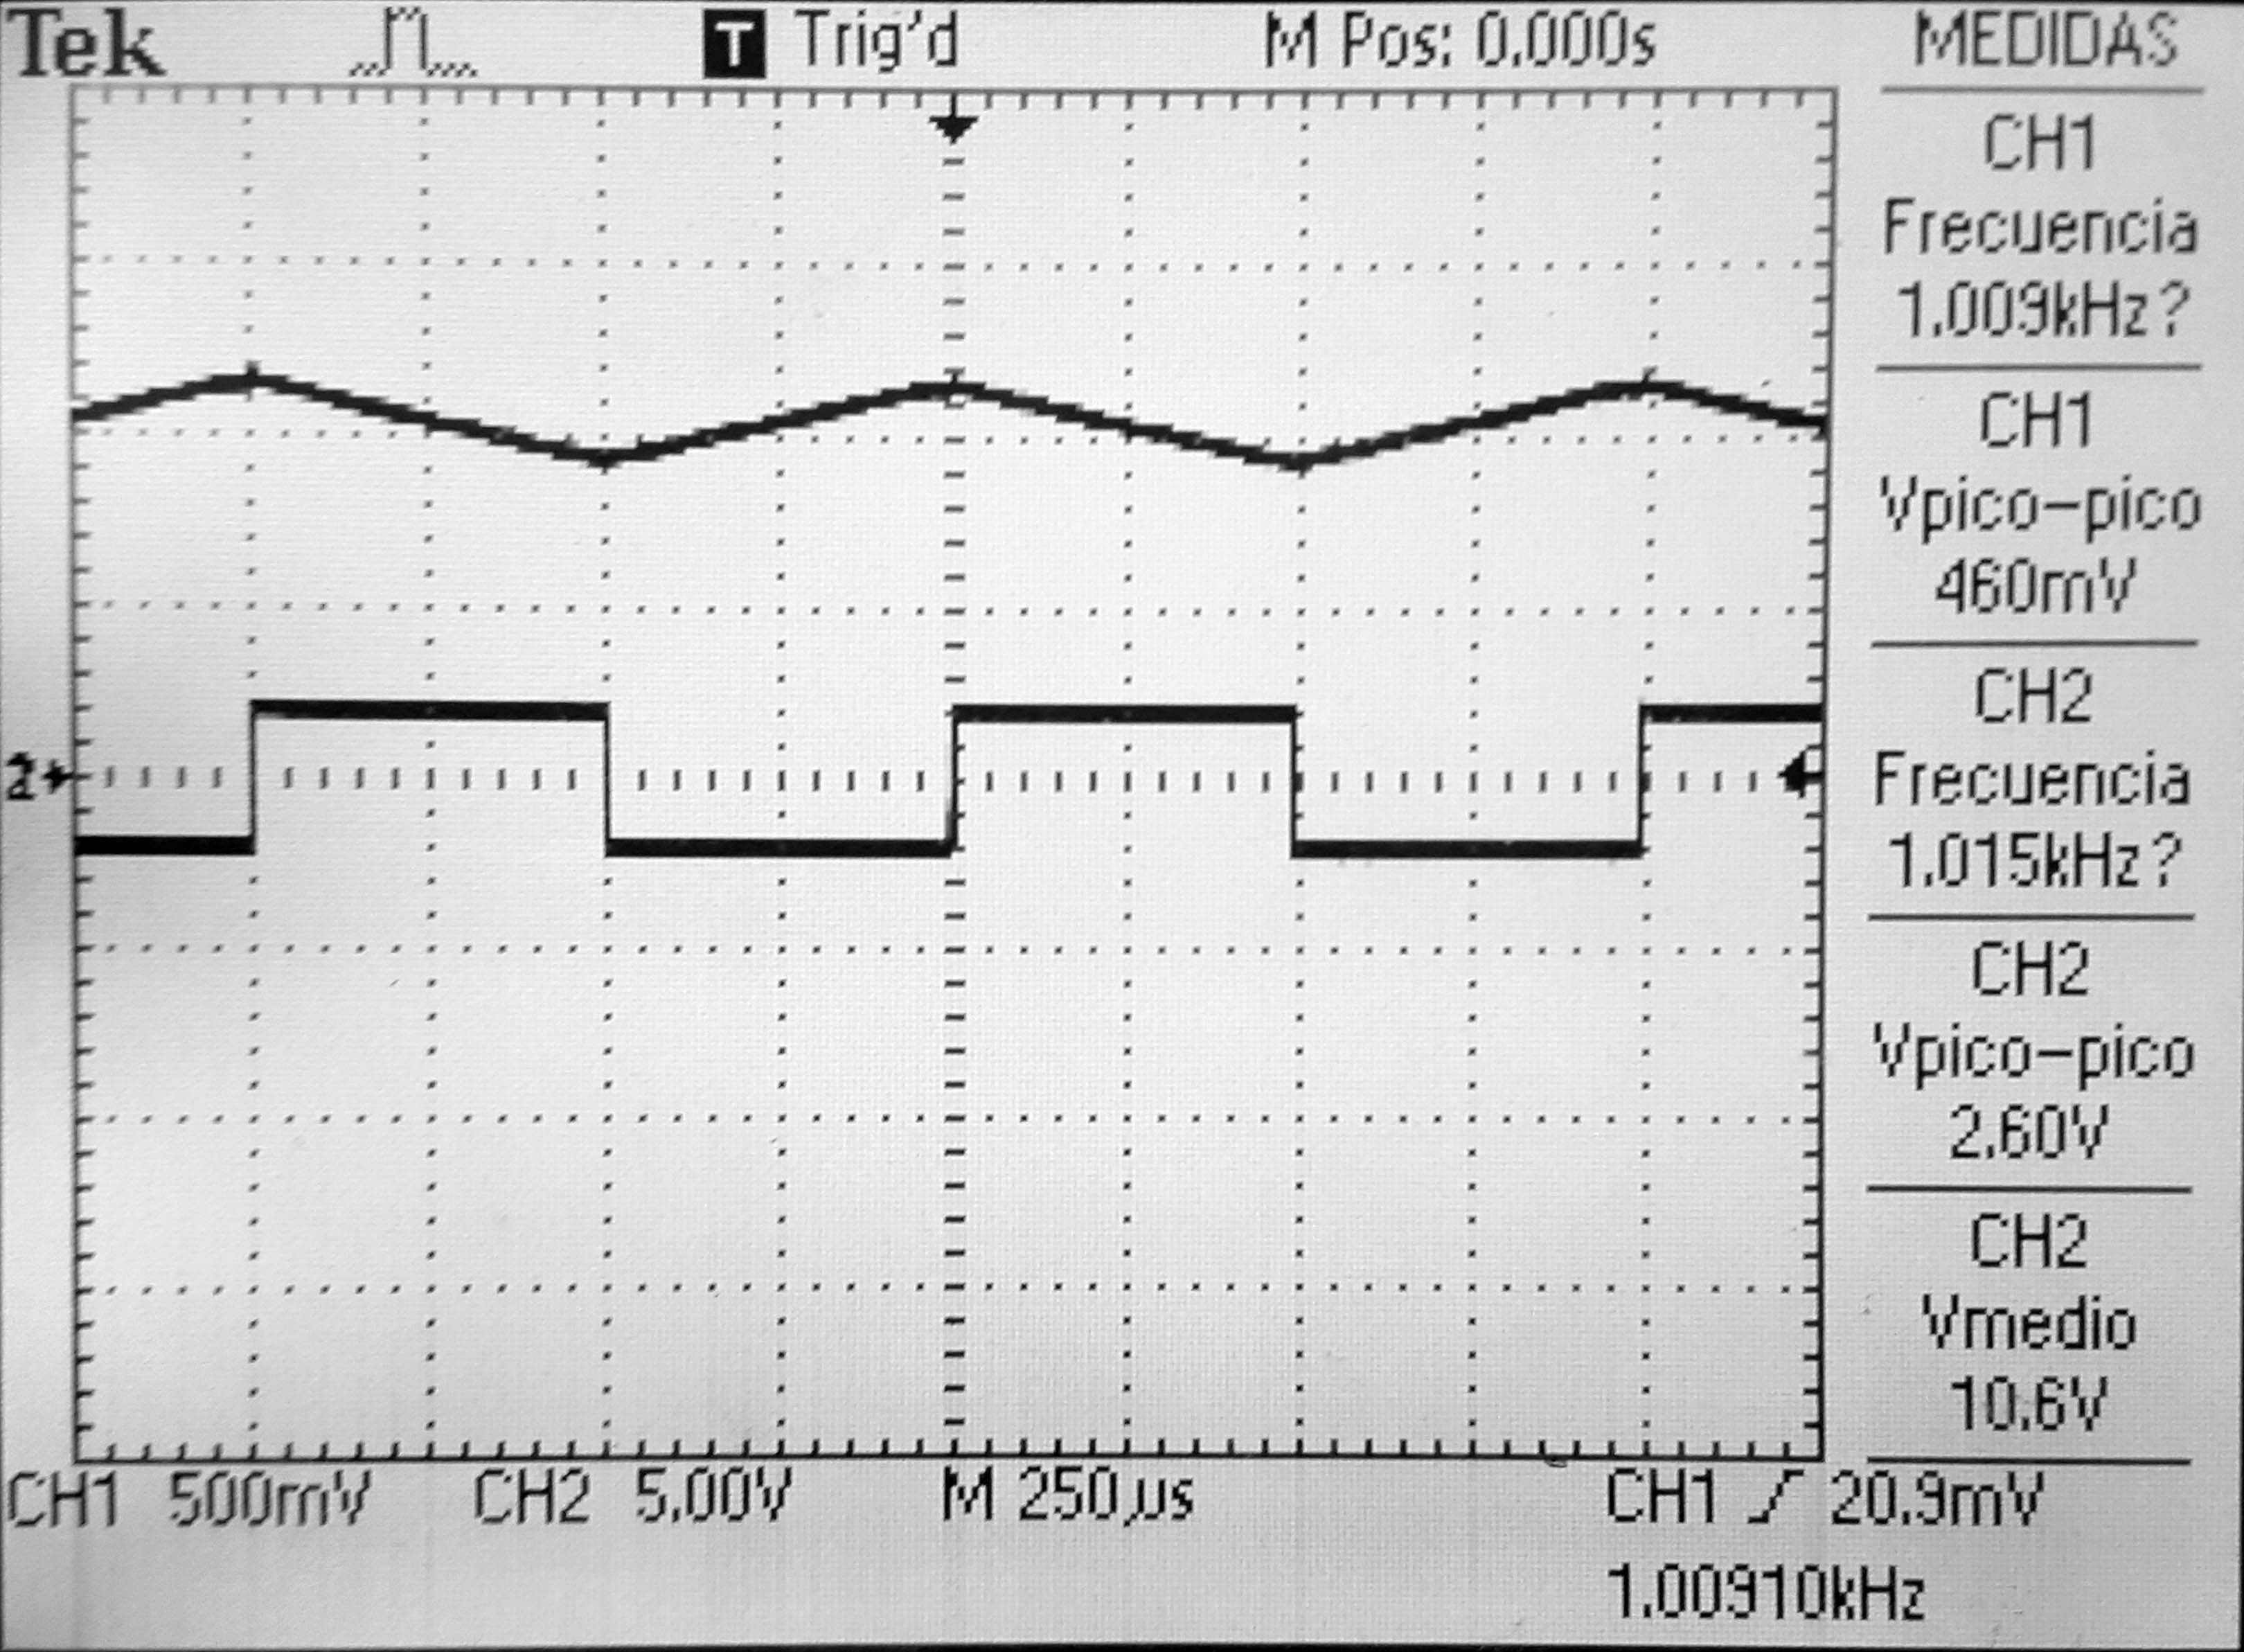 Tek T Trig'd M Pos: 0.000s MEDIDAS
CH1
Frecuencia
1.009kHz?
CH1
Vpico-pico
460mV
CH2
Frecuencia
1.015kHz?
CH2
Vpico-pico
2.60V
CH2
Vmedio
10.6V
2
CH1 500mV CH2 5.00V M 250µs CH1 20.9mV
1.00910kHz